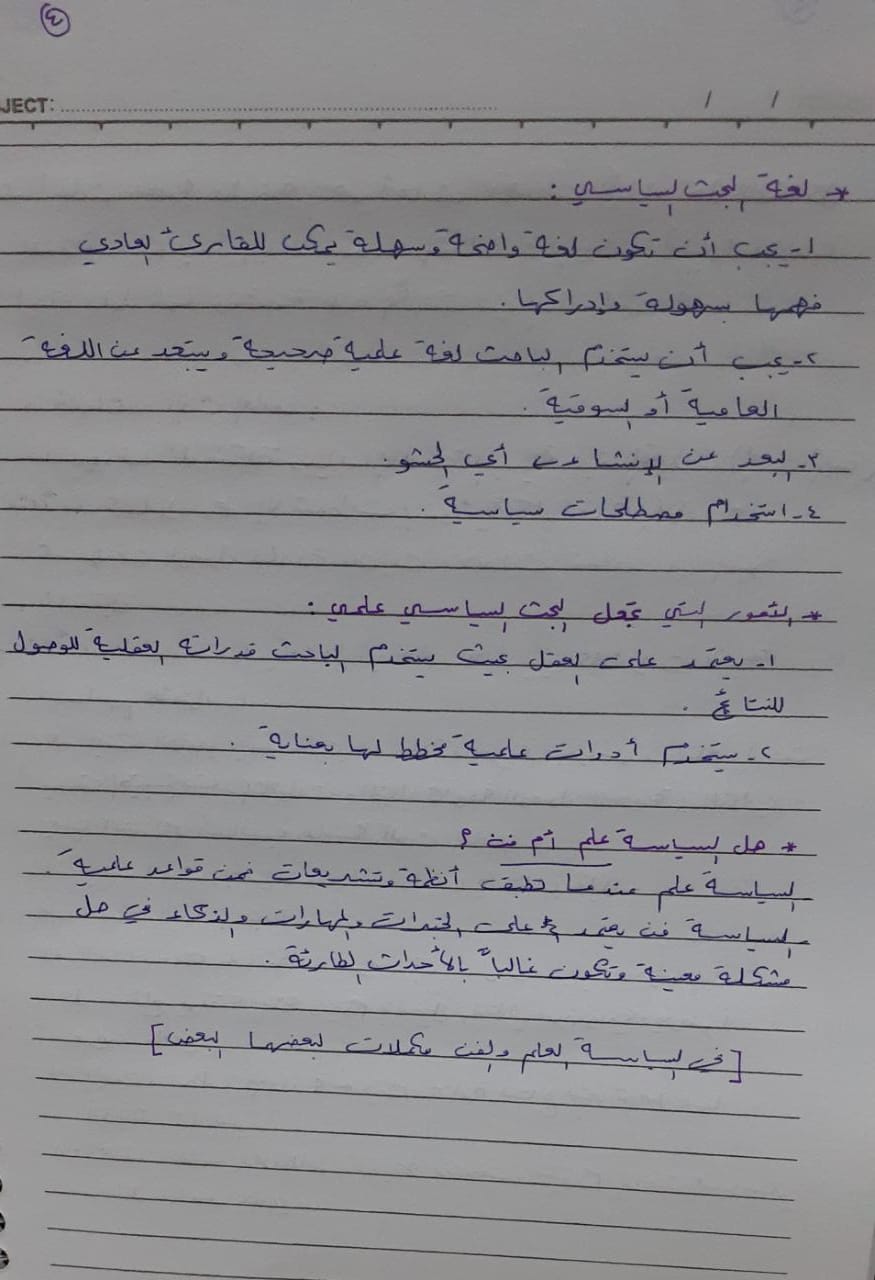 ٤
JECT:
/ /
* لغة البحث السياسي :
١- يجب أن تكون لغة واضحة وسهلة يمكن للقارئ العادي
فهمها بسهولة وإدراكها.
٢- يجب أن يستخدم الباحث لغة علمية صحيحة ويبتعد عن اللغة
العامية أو السوقية .
٣- البعد عن الإنشاء أي الحشو.
٤- استخدام مصطلحات سياسية .
* الأمور التي تجعل البحث السياسي علمي :
١- يعتمد على العقل بحيث يستخدم الباحث قدراته العقلية للوصول
للنتائج .
٢- يستخدم أدوات علمية مخطط لها بعناية .
* هل السياسة علم أم فن ؟
السياسة علم عندما تطبق أنظمة وتشريعات ضمن قواعد علمية .
السياسة فن يعتمد على الخبرات والمهارات والذكاء في حل
مشكلة معينة وتكون غالباً بالأحداث الطارئة .
[في السياسة العلم والفن مكملات لبعضها البعض]